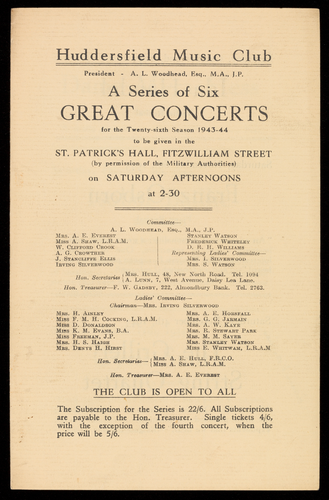 Huddersfield Music Club
President - A. L. Woodhead, Esq., M.A., J.P.
A Series of Six
GREAT CONCERTS
for the Twenty-sixth Season 1943-44
to be given in the
ST. PATRICK'S HALL, FITZWILLIAM STREET
(by permission of the Military Authorities)
on SATURDAY AFTERNOONS
at 2-30
Committee—
A. L. WOODHEAD, Esq., M.A., J.P.
MRS. A. E. EVEREST
MISS A. SHAW, L.R.A.M.
W. CLIFFORD CROOK
A. G. CROWTHER
J. STANCLIFFE ELLIS
IRVING SILVERWOOD
STANLEY WATSON
FREDERICK WHITELEY
D. R. H. WILLIAMS
Representing Ladies' Committee—
MRS. I. SILVERWOOD
MRS. S. WATSON
Hon. Secretaries
MRS. HULL, 48, New North Road. Tel. 1094
A. LUNN, 7, West Avenue, Daisy Lea Lane.
Hon. Treasurer—F. W. GADSBY, 222, Almondbury Bank. Tel. 2763.
Ladies' Committee—
Chairman—MRS. IRVING SILVERWOOD
MRS. H. AINLEY
MISS F. M. H. COCKING, L.R.A.M.
MISS D. DONALDSON
MISS K. M. EVANS, B.A.
MISS FREEMAN, J.P.
MRS. H. S. HAIGH
MRS. DENYS H. HIRST
MRS. A. E. HORSFALL
MRS. G. G. JARMAIN
MRS. A. W. KAYE
MRS. R. STEWART PARK
MRS. M. M. SAYER
MRS. STANLEY WATSON
MISS E. WHITWAM, L.R.A.M
Hon. Secretaries—
MRS. A. E. HULL, F.R.C.O.
MISS A. SHAW, L.R.A.M.
Hon. Treasurer—MRS. A. E. EVEREST
THE CLUB IS OPEN TO ALL
The Subscription for the Series is 22/6. All Subscriptions
are payable to the Hon. Treasurer. Single tickets 4/6,
with the exception of the fourth concert, when the
price will be 5/6.